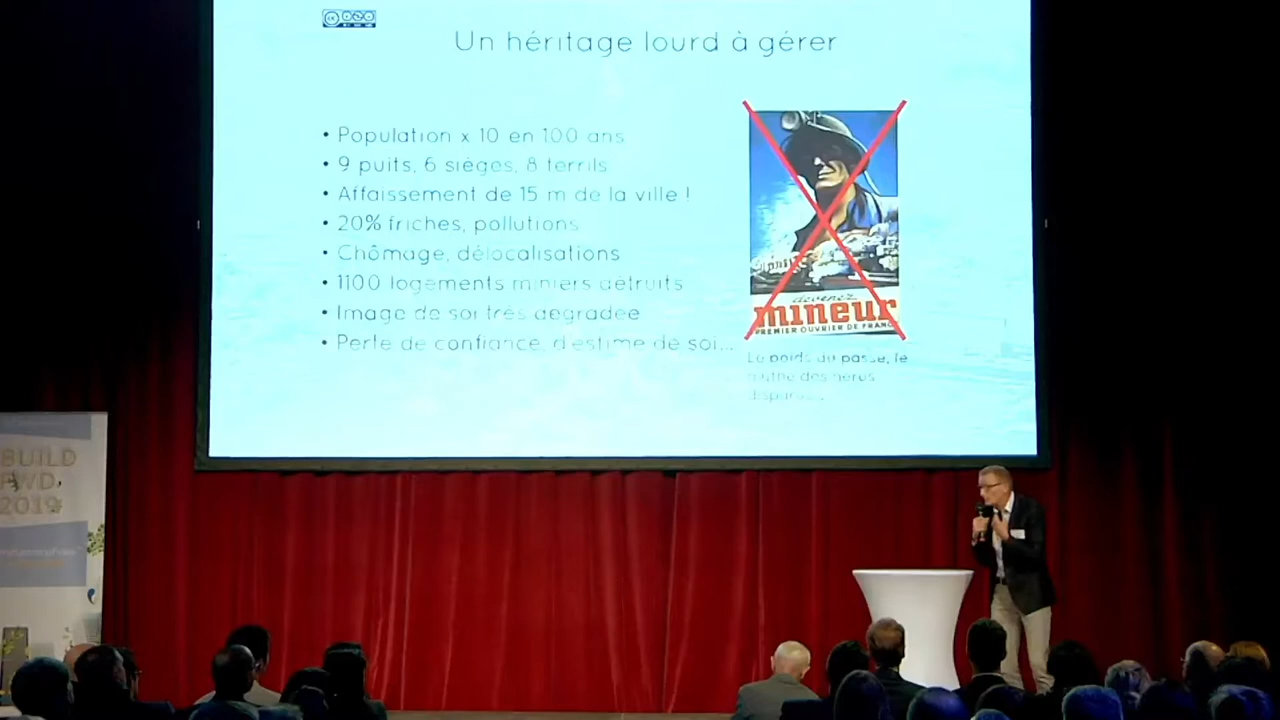 Un héritage lourd à gérer
• Population x 10 en 100 ans
• 9 puits, 6 sièges, 8 terrils
• Affaissement de 15 m de la ville !
• 20% friches, pollutions
• Chômage, délocalisations
• 1100 logements miniers détruits
• Image de soi très dégradée
• Perte de confiance, d'estime de soi...
devenez
mineur
PREMIER OUVRIER DE FRANCE
Le poids du passé, le
mythe des héros
disparus
BUILD
FWD
2019